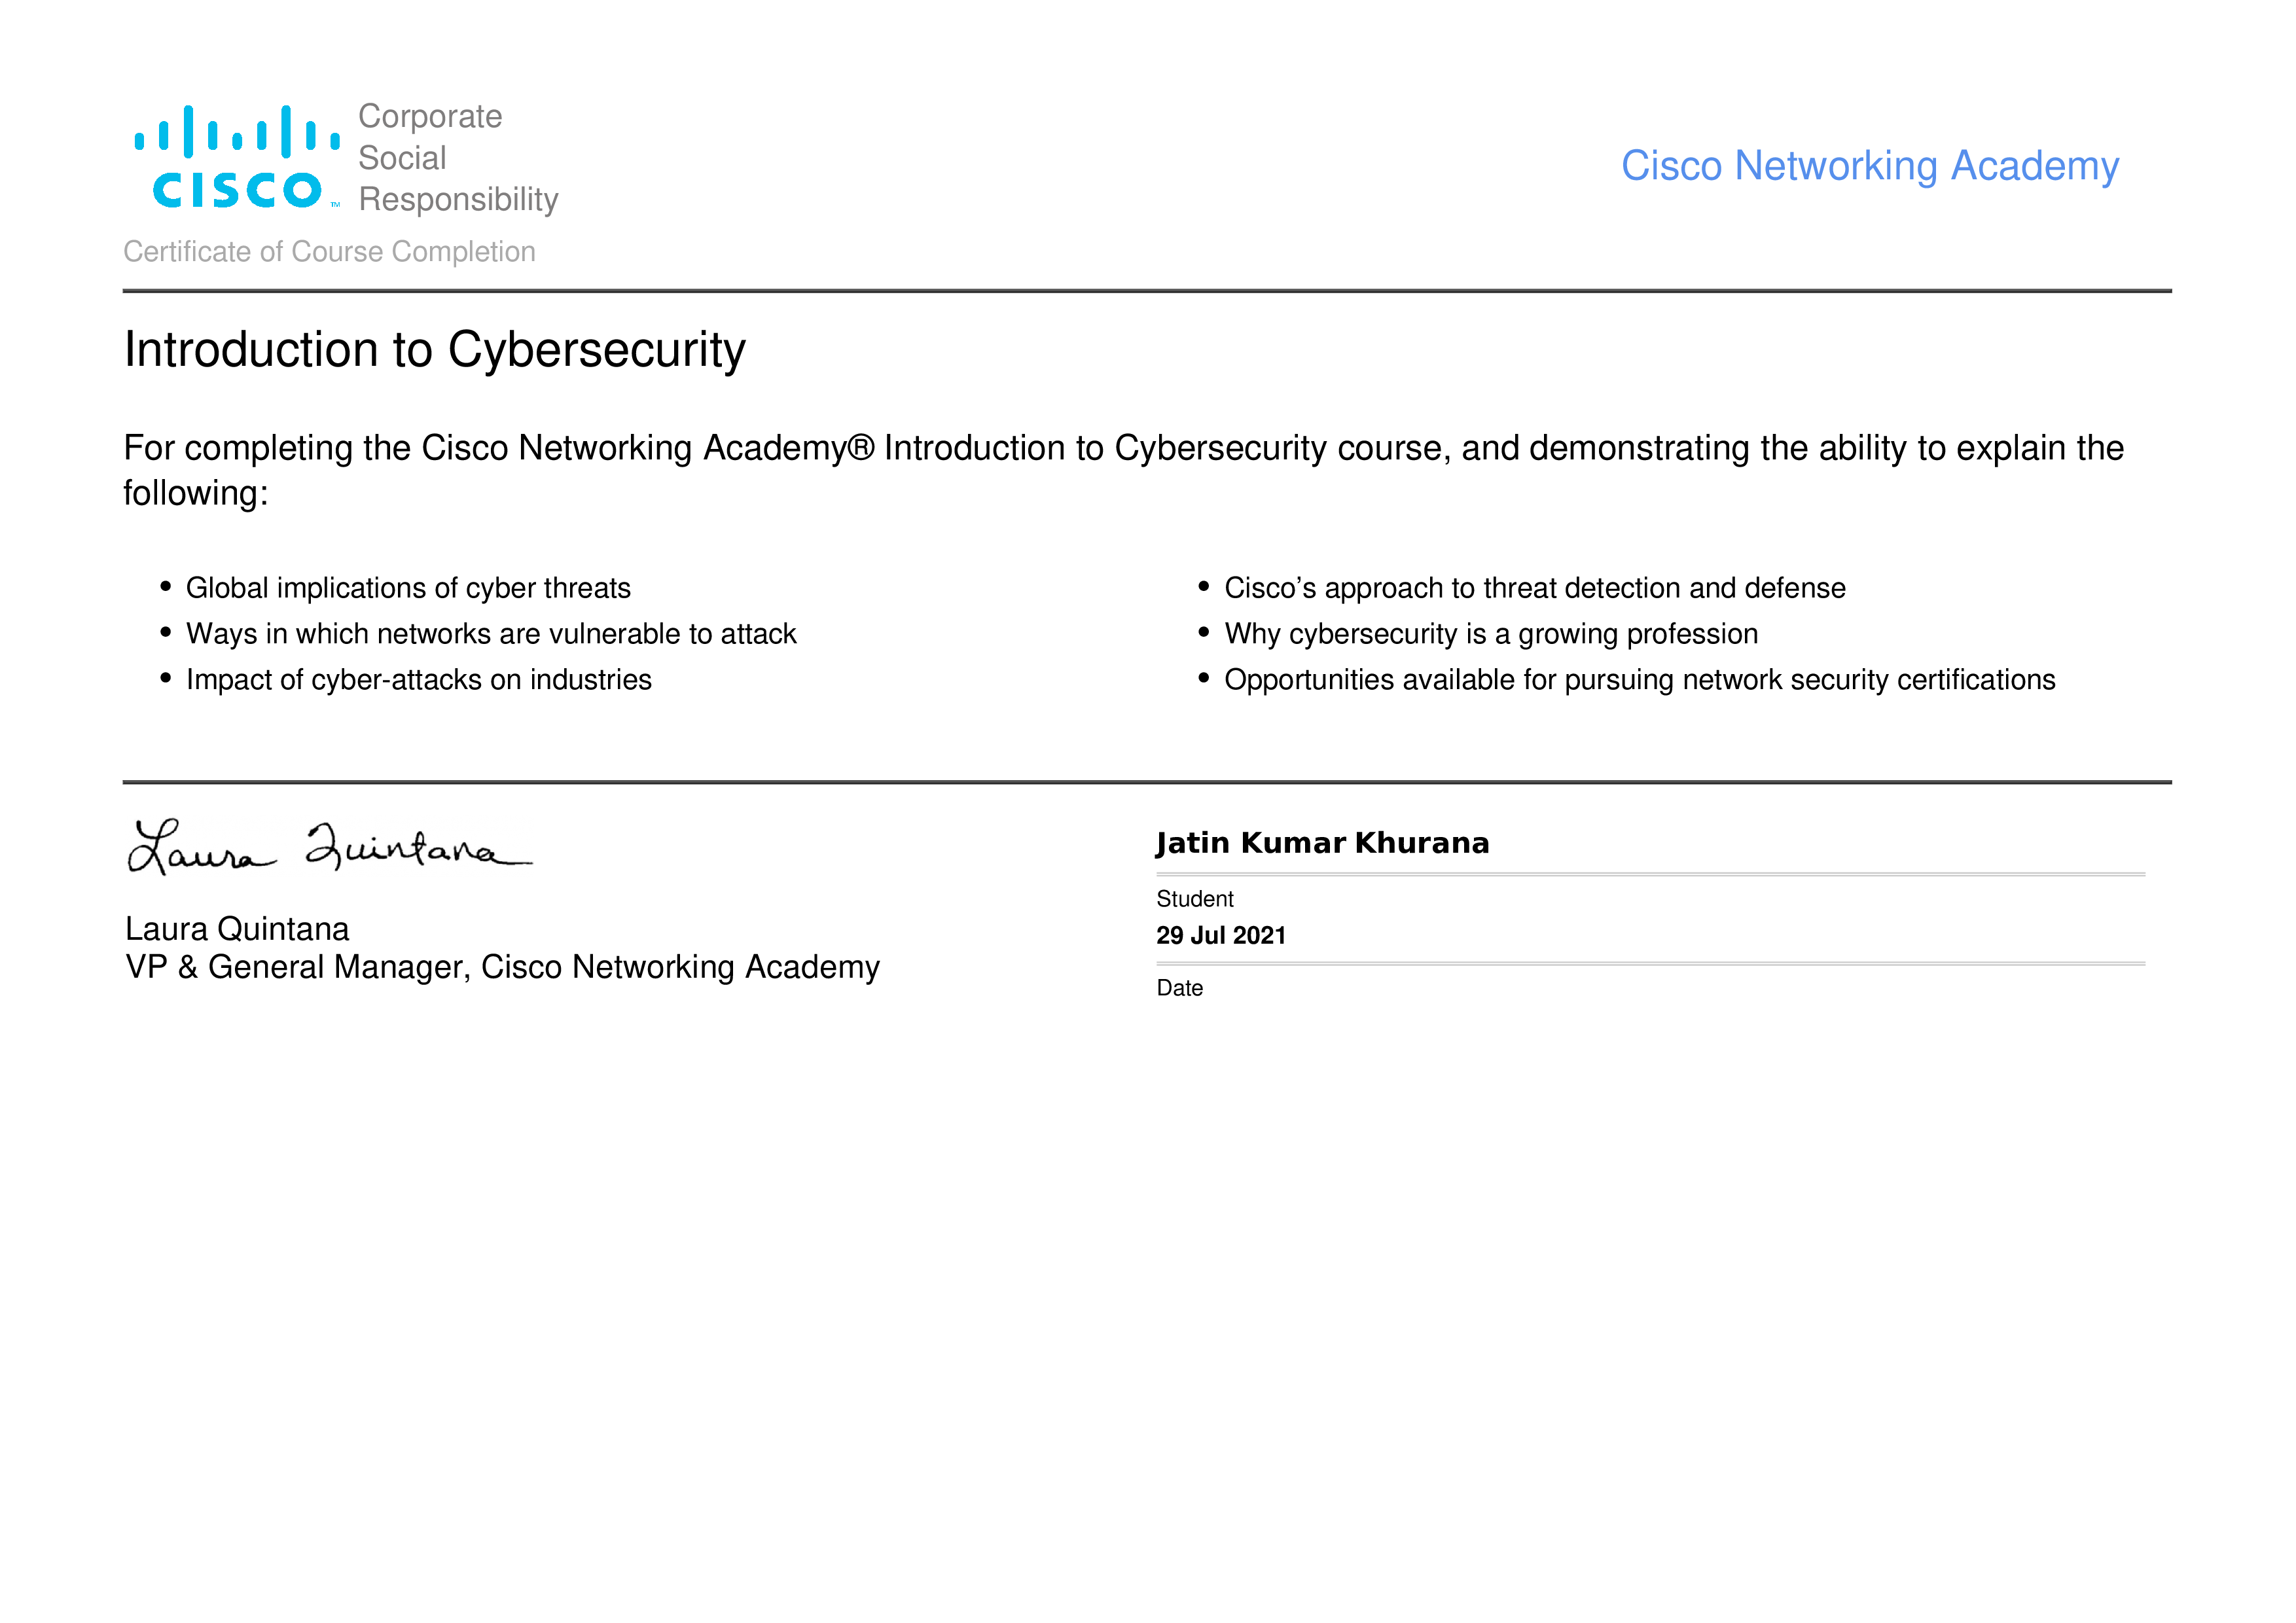 Corporate
Social
Responsibility
CISCO™
Cisco Networking Academy
Certificate of Course Completion
Introduction to Cybersecurity
For completing the Cisco Networking Academy® Introduction to Cybersecurity course, and demonstrating the ability to explain the
following:
• Global implications of cyber threats
• Ways in which networks are vulnerable to attack
• Impact of cyber-attacks on industries
• Cisco’s approach to threat detection and defense
• Why cybersecurity is a growing profession
• Opportunities available for pursuing network security certifications
Laura Quintana
Laura Quintana
VP & General Manager, Cisco Networking Academy
Jatin Kumar Khurana
Student
29 Jul 2021
Date